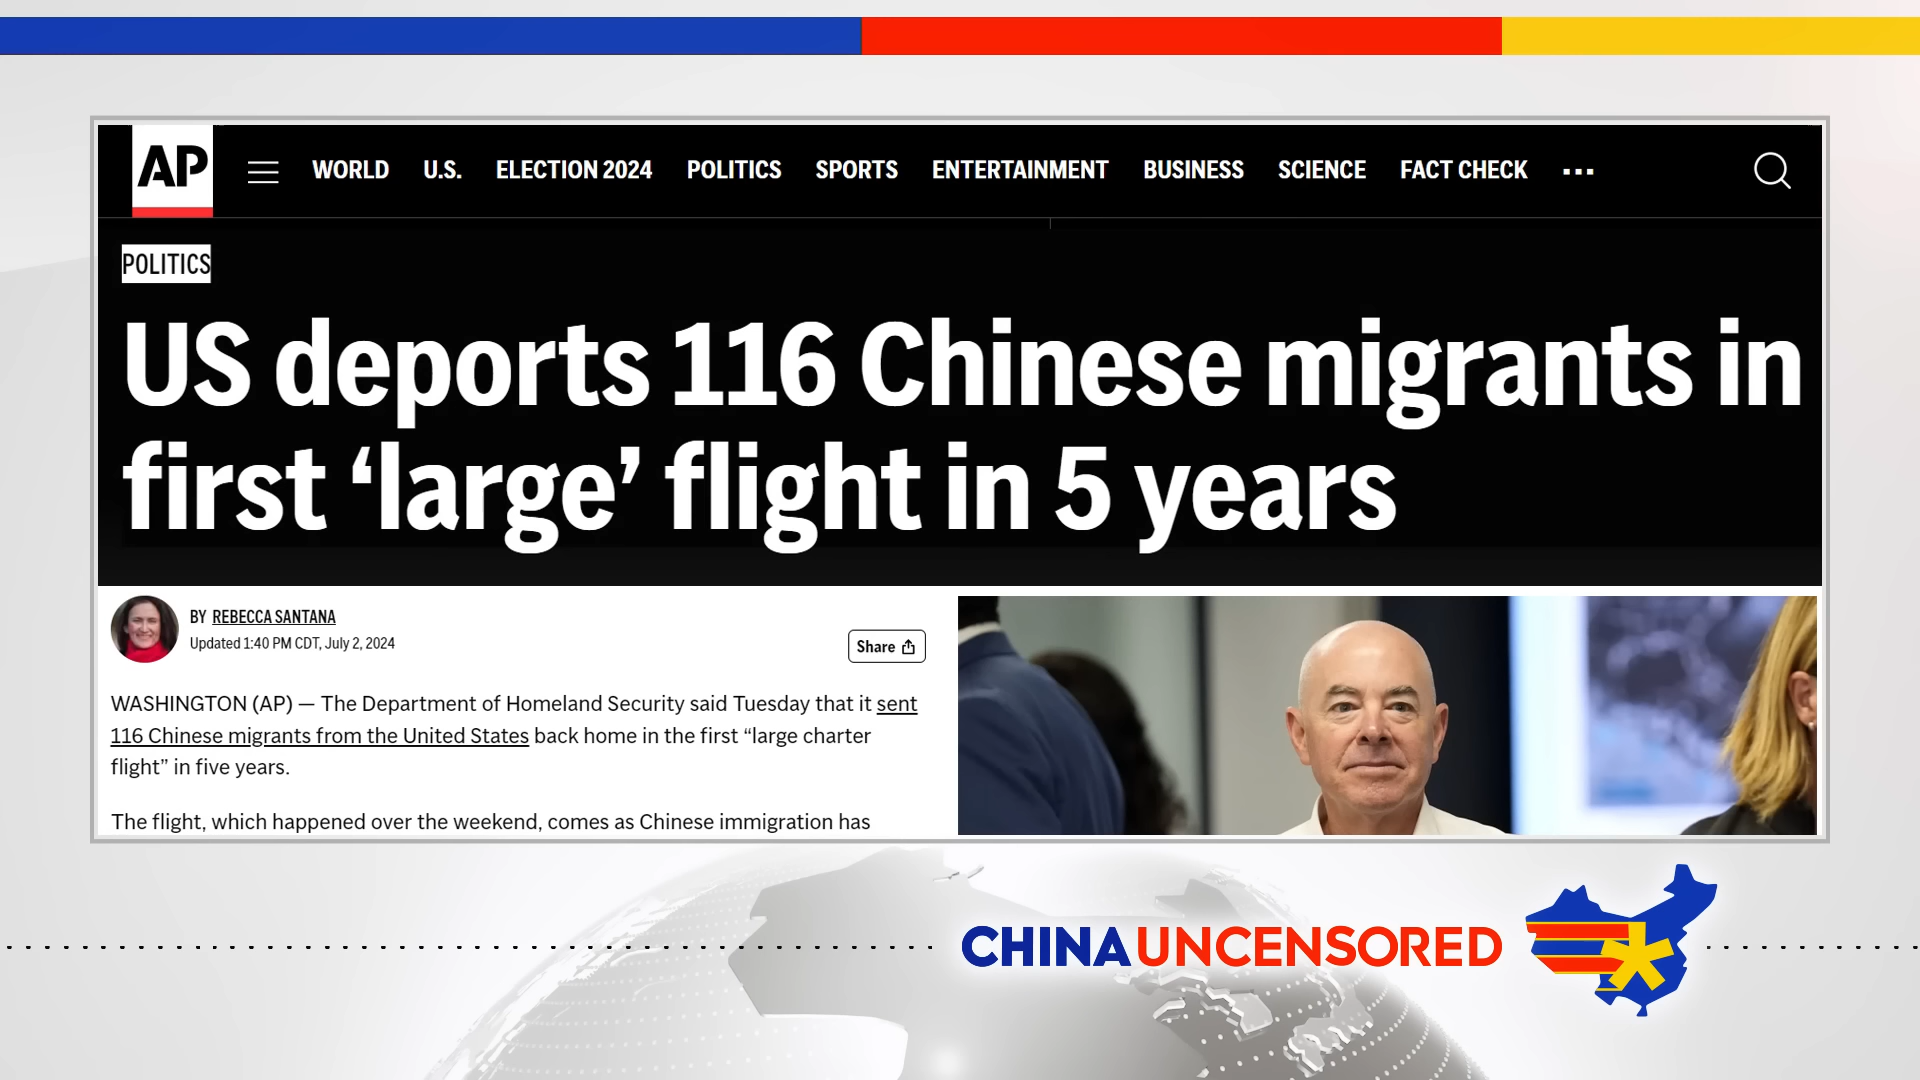 AP
WORLD U.S. ELECTION 2024 POLITICS SPORTS ENTERTAINMENT BUSINESS SCIENCE FACT CHECK
POLITICS
US deports 116 Chinese migrants in
first ‘large’ flight in 5 years
BY REBECCA SANTANA
Updated 1:40 PM CDT, July 2, 2024
Share
WASHINGTON (AP) — The Department of Homeland Security said Tuesday that it sent
116 Chinese migrants from the United States back home in the first “large charter
flight” in five years.
The flight, which happened over the weekend, comes as Chinese immigration has
CHINA UNCENSORED